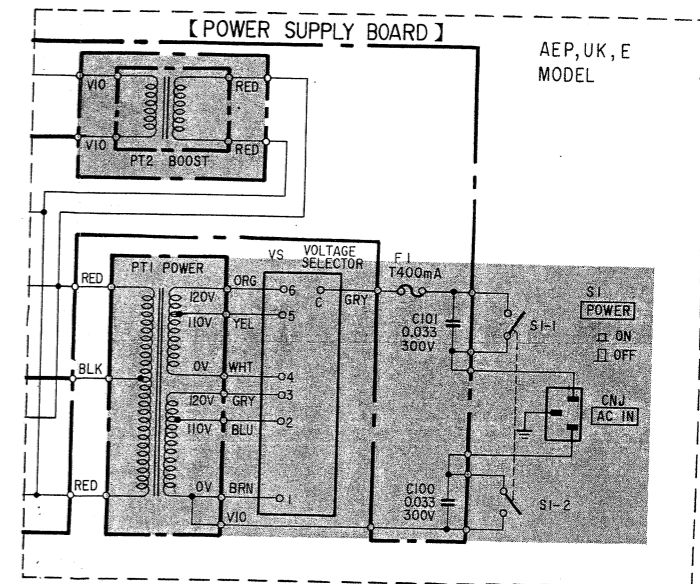 【POWER SUPPLY BOARD】
AEP, UK, E
MODEL
VIO
RED
VIO
RED
PT2 BOOST
VS
VOLTAGE
SELECTOR
F1
T400mA
PT1 POWER
RED
ORG
6
C
GRY
120V
110V
YEL
5
S1
POWER
ON
OFF
C101
0.033
300V
S1-1
BLK
0V
WHT
4
120V
GRY
3
110V
BLU
2
CNJ
AC IN
RED
0V
BRN
1
VIO
C100
0.033
300V
S1-2